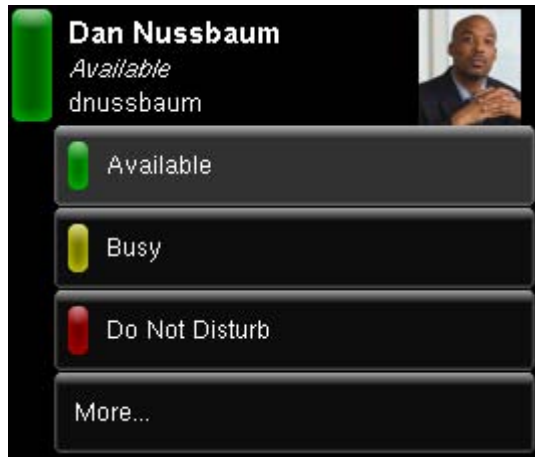 Dan Nussbaum
Available
dnussbaum
Available
Busy
Do Not Disturb
More...